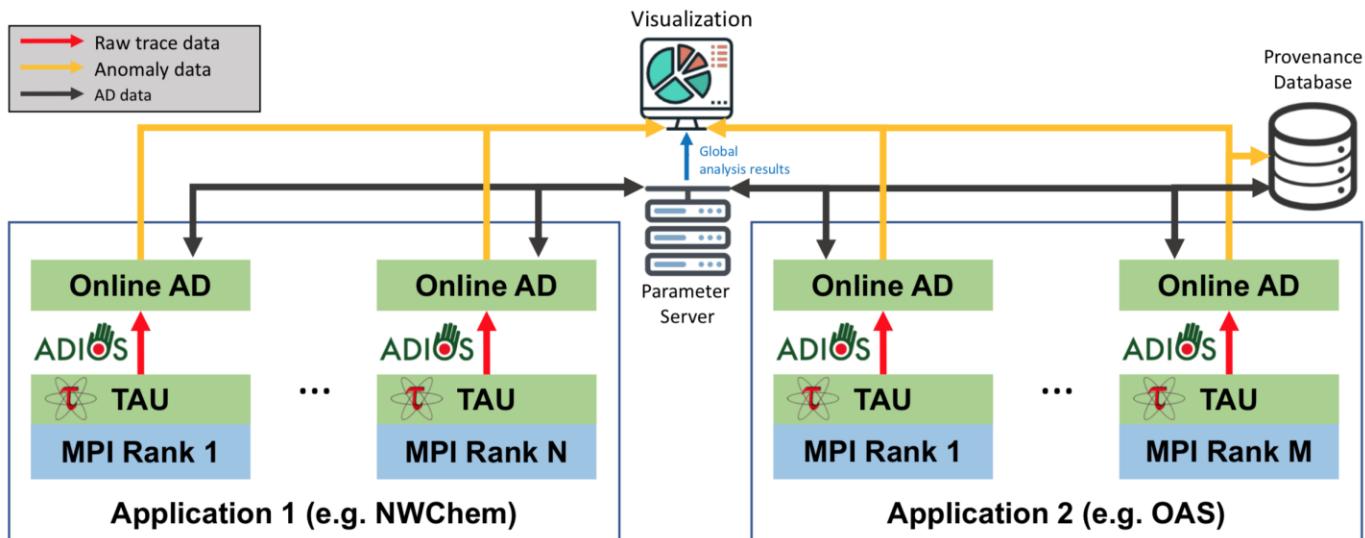 Visualization
Raw trace data
Anomaly data
AD data
Provenance
Database
Global
analysis results
Online AD
Online AD
Parameter
Server
Online AD
Online AD
ADIOS
ADIOS
ADIOS
ADIOS
τ TAU
...
τ TAU
τ TAU
...
τ TAU
MPI Rank 1
MPI Rank N
MPI Rank 1
MPI Rank M
Application 1 (e.g. NWChem)
Application 2 (e.g. OAS)